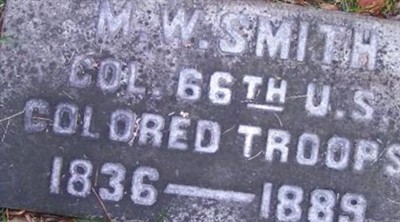 M. W. SMITH
COL. 66TH U.S.
COLORED TROOPS
1836 — 1889